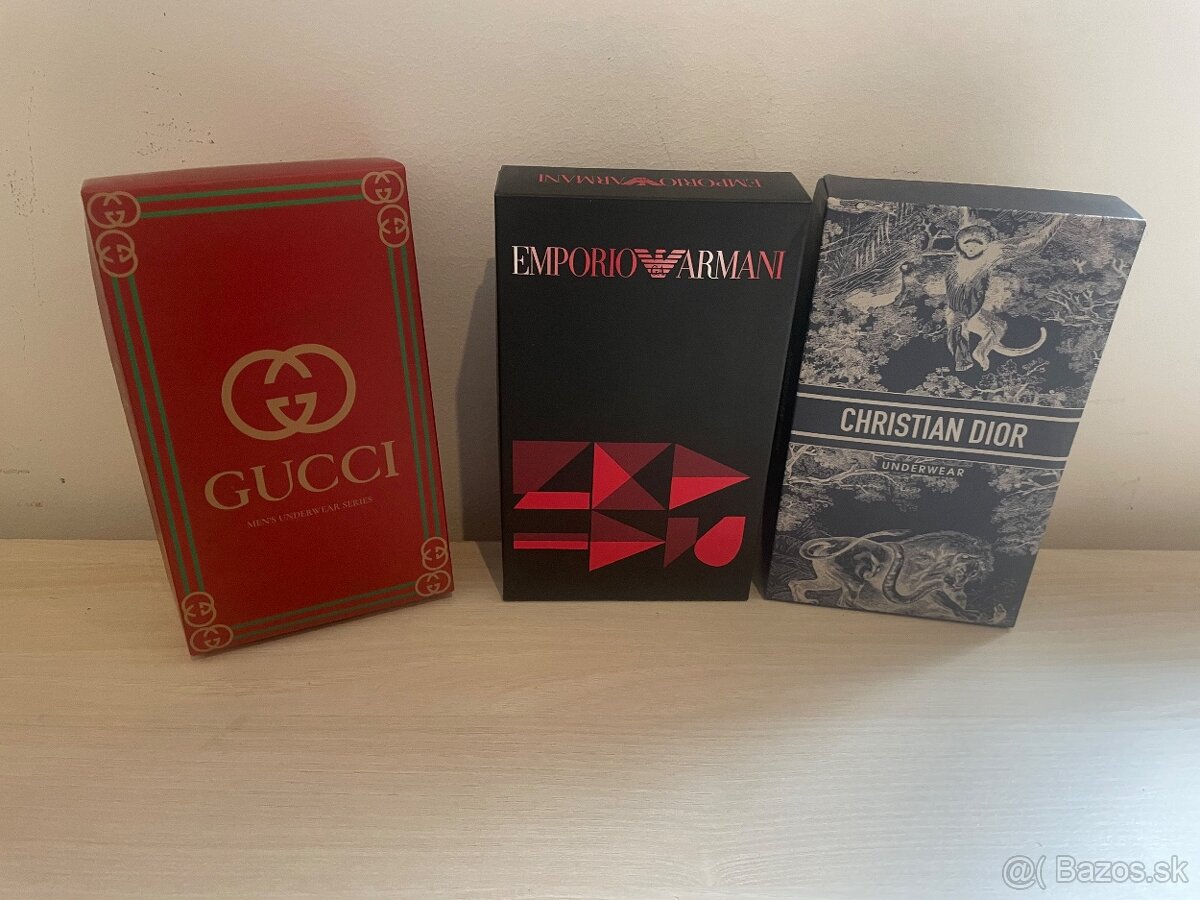 GUCCI
MEN'S UNDERWEAR SERIES
EMPORIO ARMANI
EMPORIO ARMANI
CHRISTIAN DIOR
UNDERWEAR
@( Bazos.sk